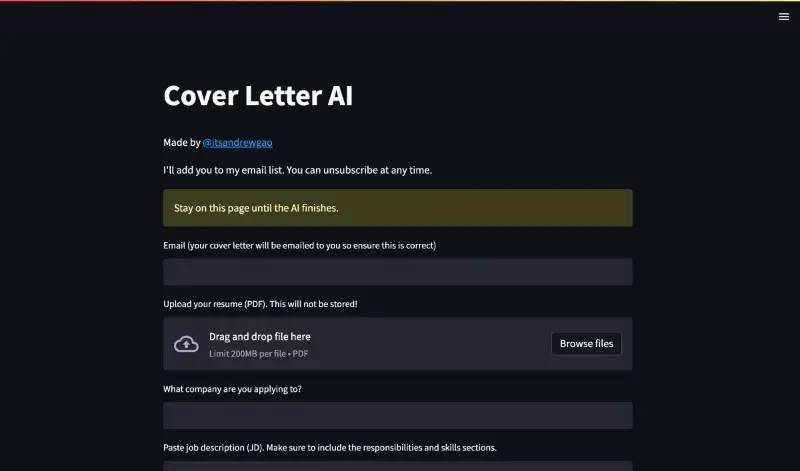 Cover Letter AI
Made by @itsandrewgao
I'll add you to my email list. You can unsubscribe at any time.
Stay on this page until the AI finishes.
Email (your cover letter will be emailed to you so ensure this is correct)
Upload your resume (PDF). This will not be stored!
Drag and drop file here
Limit 200MB per file • PDF
Browse files
What company are you applying to?
Paste job description (JD). Make sure to include the responsibilities and skills sections.